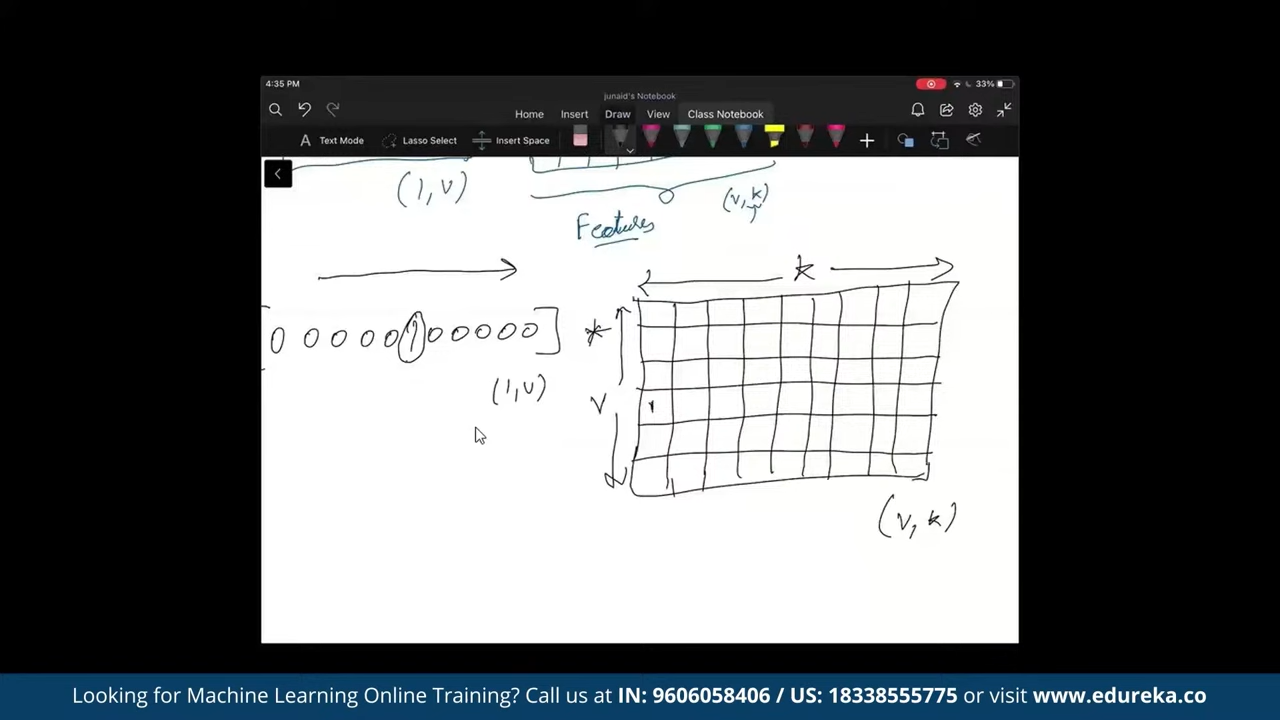 4:35 PM
33%
junaid's Notebook
Home Insert Draw View Class Notebook
A Text Mode Lasso Select Insert Space
(1, V)
(v, k)
Features
k
[0 0 0 0 0 1 0 0 0 0 0] *
(1, v)
V
(v, k)
Looking for Machine Learning Online Training? Call us at IN: 9606058406 / US: 18338555775 or visit www.edureka.co